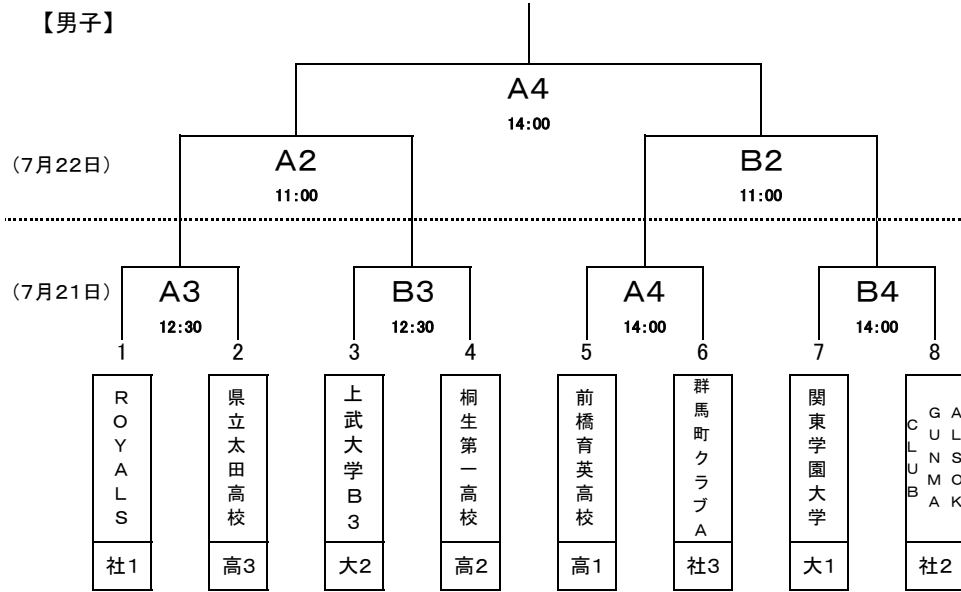 【男子】
A4
14:00
(7月22日)
A2
11:00
B2
11:00
(7月21日)
A3
12:30
B3
12:30
A4
14:00
B4
14:00
1
2
3
4
5
6
7
8
ROYALS
県立太田高校
上武大学B3
桐生第一高校
前橋育英高校
群馬町クラブA
関東学園大学
ALSOK
GUNMA
CLUB
社1
高3
大2
高2
高1
社3
大1
社2